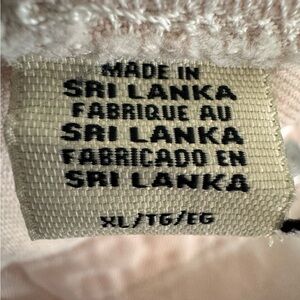 MADE IN
SRI LANKA
FABRIQUE AU
SRI LANKA
FABRICADO EN
SRI LANKA
XL/TG/EG